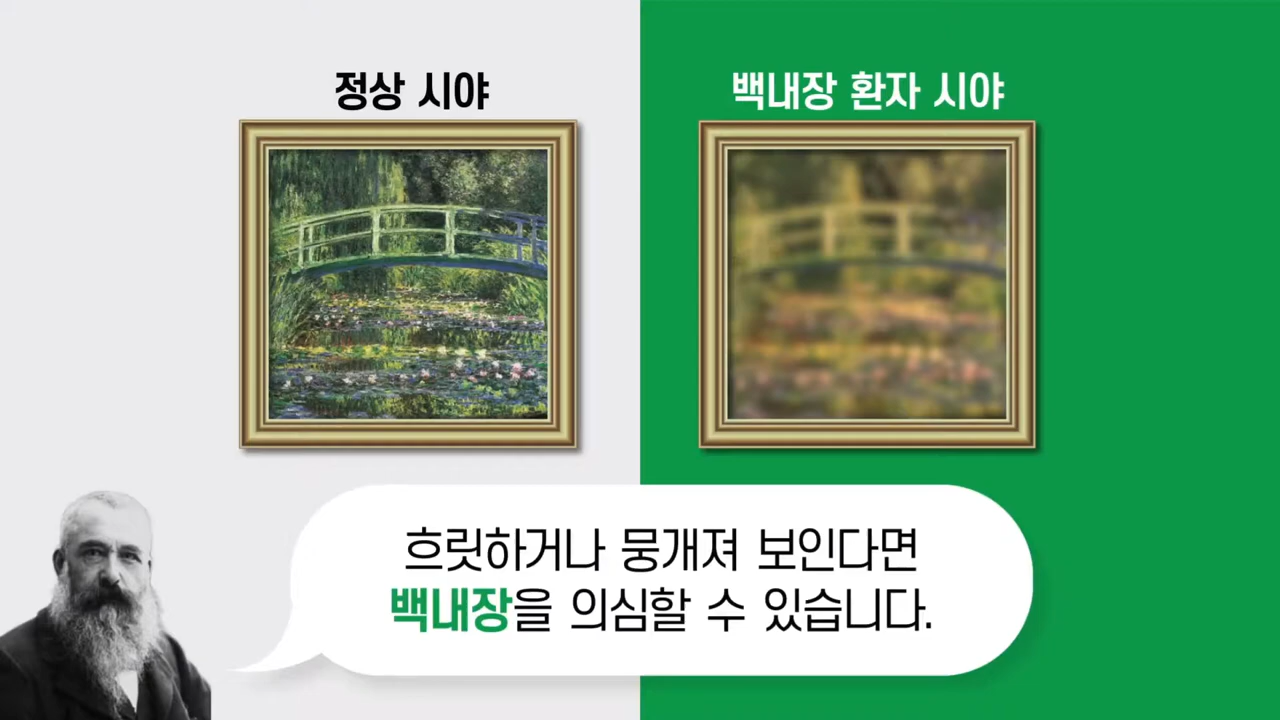 정상 시야
백내장 환자 시야
흐릿하거나 뭉개져 보인다면
백내장을 의심할 수 있습니다.